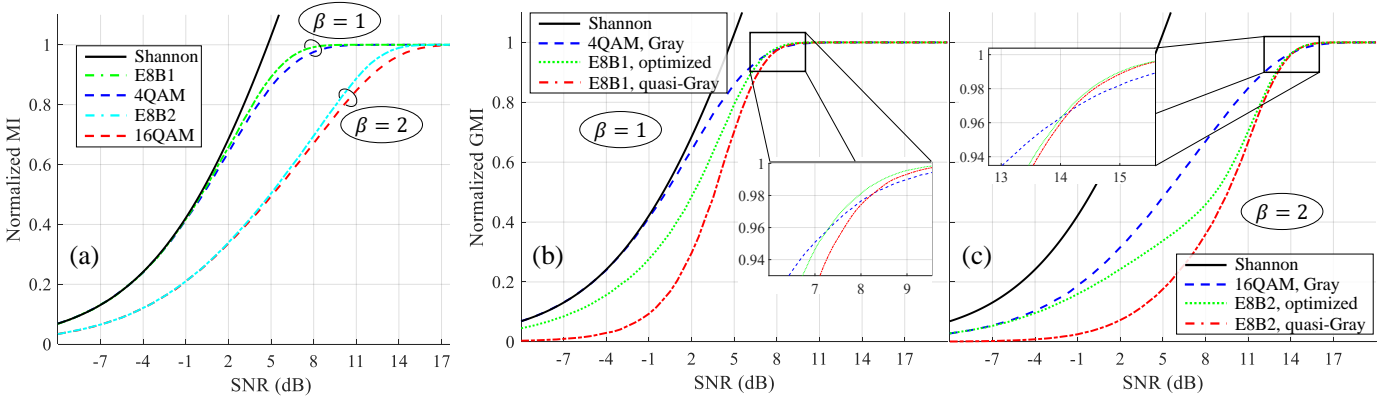 (a)
β = 1
β = 2
Shannon
E8B1
4QAM
E8B2
16QAM
Normalized MI
1
0.8
0.6
0.4
0.2
0
-7 -4 -1 2 5 8 11 14 17
SNR (dB)
(b)
Shannon
4QAM, Gray
E8B1, optimized
E8B1, quasi-Gray
β = 1
Normalized GMI
1
0.8
0.6
0.4
0.2
0
1
0.98
0.96
0.94
7 8 9
-7 -4 -1 2 5 8 11 14 17
SNR (dB)
(c)
1
0.98
0.96
0.94
13 14 15
β = 2
Shannon
16QAM, Gray
E8B2, optimized
E8B2, quasi-Gray
-7 -4 -1 2 5 8 11 14 17
SNR (dB)